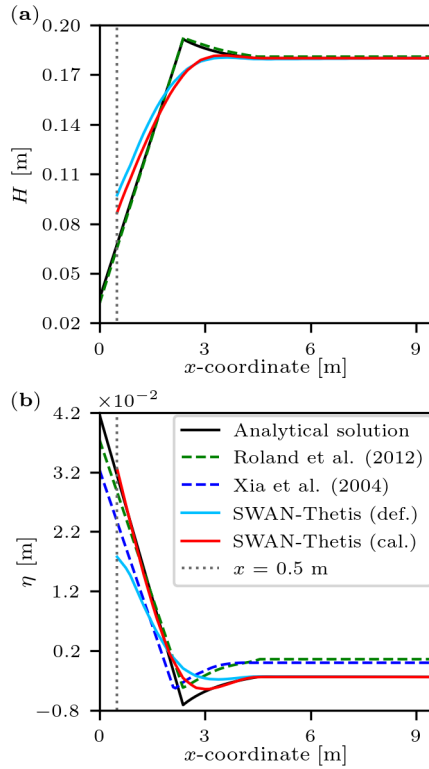 (a)
0.20
0.17
0.14
0.11
0.08
0.05
0.02
H [m]
0 3 6 9
x-coordinate [m]
(b)
×10⁻²
4.2
3.2
2.2
1.2
0.2
−0.8
η [m]
Analytical solution
Roland et al. (2012)
Xia et al. (2004)
SWAN-Thetis (def.)
SWAN-Thetis (cal.)
x = 0.5 m
0 3 6 9
x-coordinate [m]